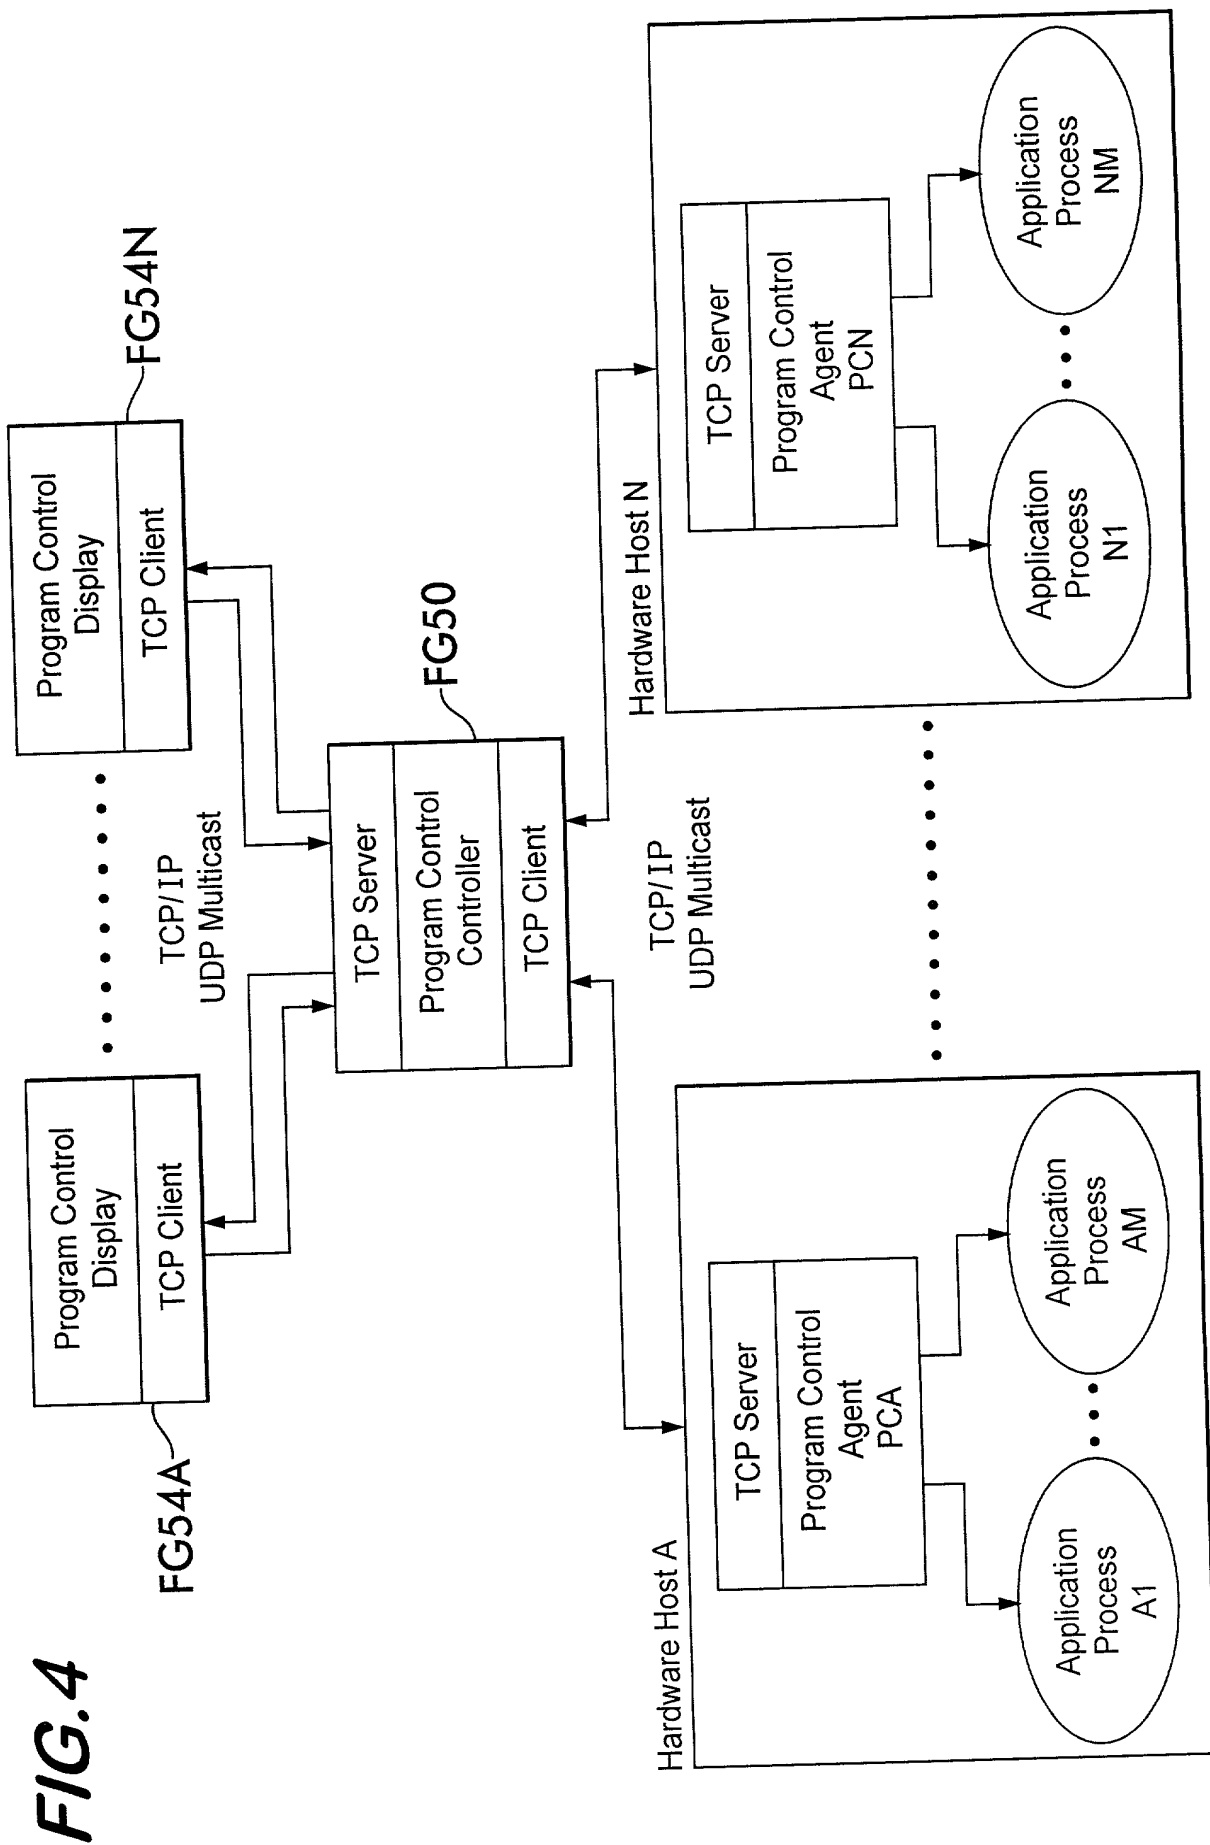 FIG.4
FG54A
Program Control
Display
TCP Client
Program Control
Display
TCP Client
FG54N
TCP/IP
UDP Multicast
TCP Server
Program Control
Controller
TCP Client
FG50
TCP/IP
UDP Multicast
Hardware Host A
TCP Server
Program Control
Agent
PCA
Application
Process
A1
Application
Process
AM
Hardware Host N
TCP Server
Program Control
Agent
PCN
Application
Process
N1
Application
Process
NM